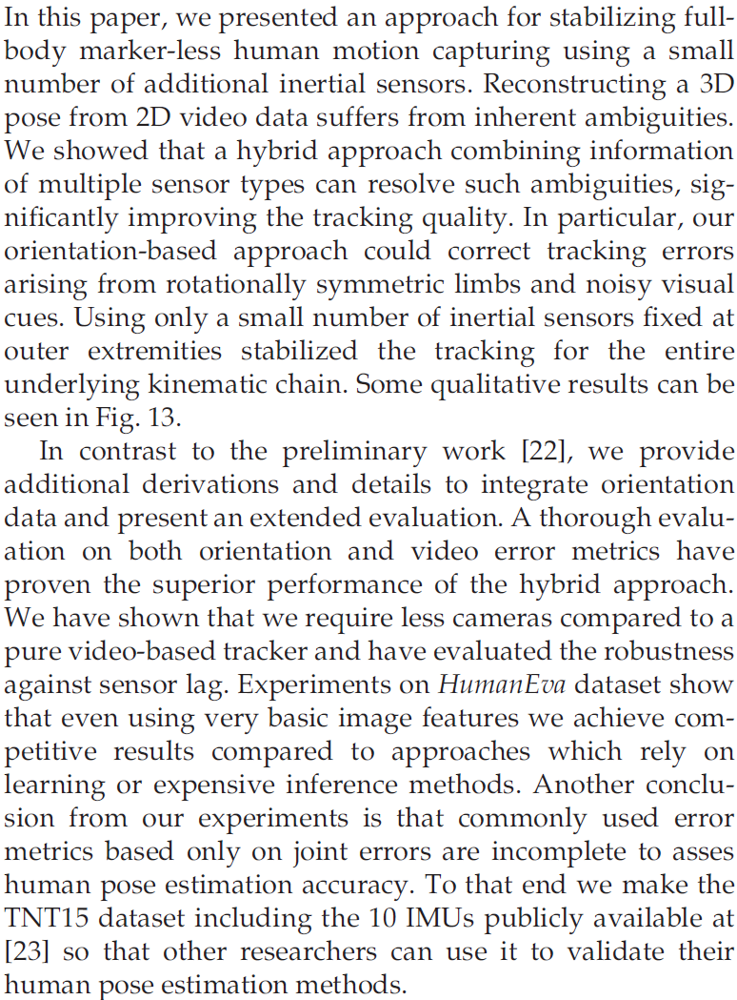 In this paper, we presented an approach for stabilizing full-
body marker-less human motion capturing using a small
number of additional inertial sensors. Reconstructing a 3D
pose from 2D video data suffers from inherent ambiguities.
We showed that a hybrid approach combining information
of multiple sensor types can resolve such ambiguities, sig-
nificantly improving the tracking quality. In particular, our
orientation-based approach could correct tracking errors
arising from rotationally symmetric limbs and noisy visual
cues. Using only a small number of inertial sensors fixed at
outer extremities stabilized the tracking for the entire
underlying kinematic chain. Some qualitative results can be
seen in Fig. 13.
In contrast to the preliminary work [22], we provide
additional derivations and details to integrate orientation
data and present an extended evaluation. A thorough evalu-
ation on both orientation and video error metrics have
proven the superior performance of the hybrid approach.
We have shown that we require less cameras compared to a
pure video-based tracker and have evaluated the robustness
against sensor lag. Experiments on HumanEva dataset show
that even using very basic image features we achieve com-
petitive results compared to approaches which rely on
learning or expensive inference methods. Another conclu-
sion from our experiments is that commonly used error
metrics based only on joint errors are incomplete to asses
human pose estimation accuracy. To that end we make the
TNT15 dataset including the 10 IMUs publicly available at
[23] so that other researchers can use it to validate their
human pose estimation methods.